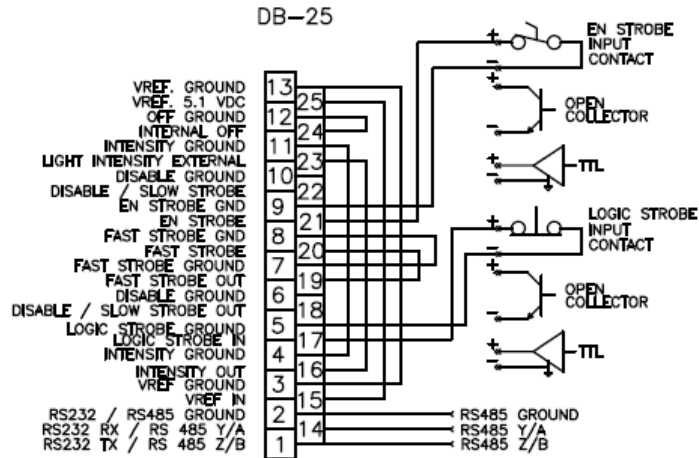 DB-25
VREF. GROUND 13
VREF. 5.1 VDC 25
OFF GROUND 12
INTERNAL OFF 24
INTENSITY GROUND 11
LIGHT INTENSITY EXTERNAL 23
DISABLE GROUND 10
DISABLE / SLOW STROBE 22
EN STROBE GND 9
EN STROBE 21
FAST STROBE GND 8
FAST STROBE 20
FAST STROBE GROUND 7
FAST STROBE OUT 19
DISABLE GROUND 6
DISABLE / SLOW STROBE OUT 18
LOGIC STROBE GROUND 5
LOGIC STROBE IN 17
INTENSITY GROUND 4
INTENSITY OUT 16
VREF GROUND 3
VREF IN 15
RS232 / RS485 GROUND 2
RS232 RX / RS 485 Y/A 14
RS232 TX / RS 485 Z/B 1
+
-
EN STROBE
INPUT
CONTACT
+
-
OPEN
COLLECTOR
+
-
TTL
+
-
LOGIC STROBE
INPUT
CONTACT
+
-
OPEN
COLLECTOR
+
-
TTL
RS485 GROUND
RS485 Y/A
RS485 Z/B